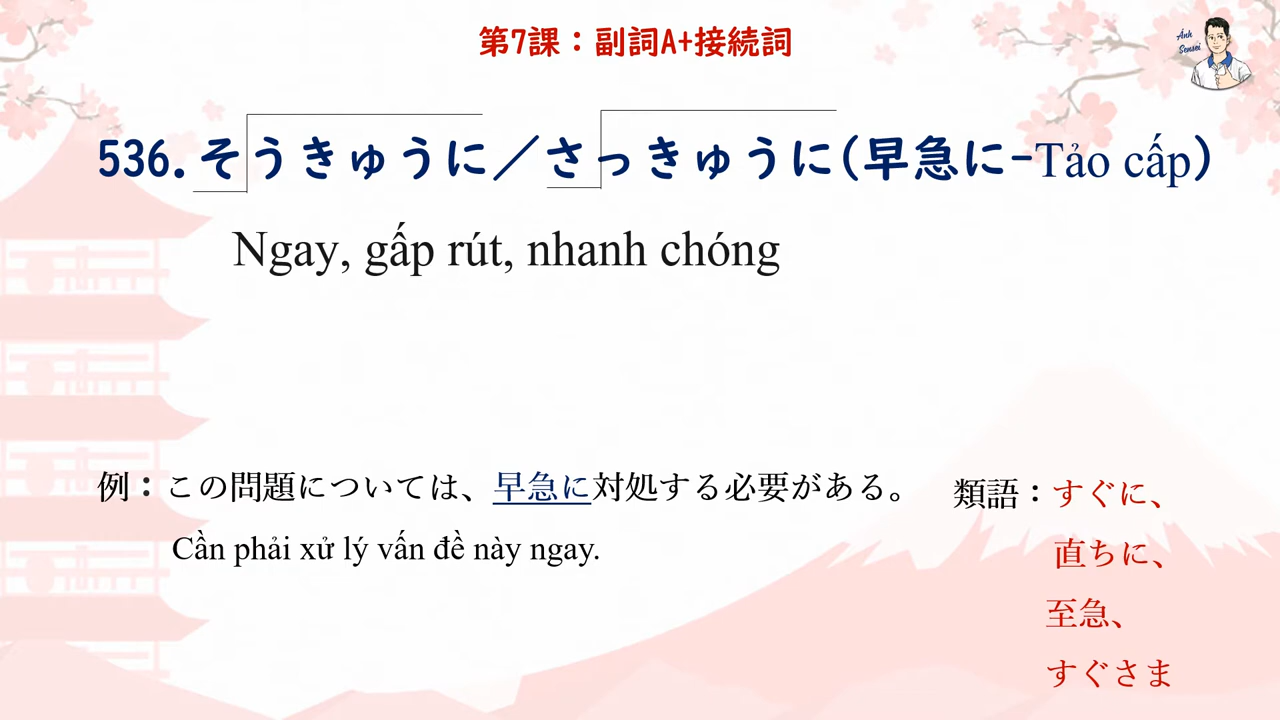 第7課：副詞A+接続詞
Anh
Sensei
536.そうきゅうに／さっきゅうに(早急に-Tảo cấp)
Ngay, gấp rút, nhanh chóng
例：この問題については、早急に対処する必要がある。
Cần phải xử lý vấn đề này ngay.
類語：すぐに、
直ちに、
至急、
すぐさま